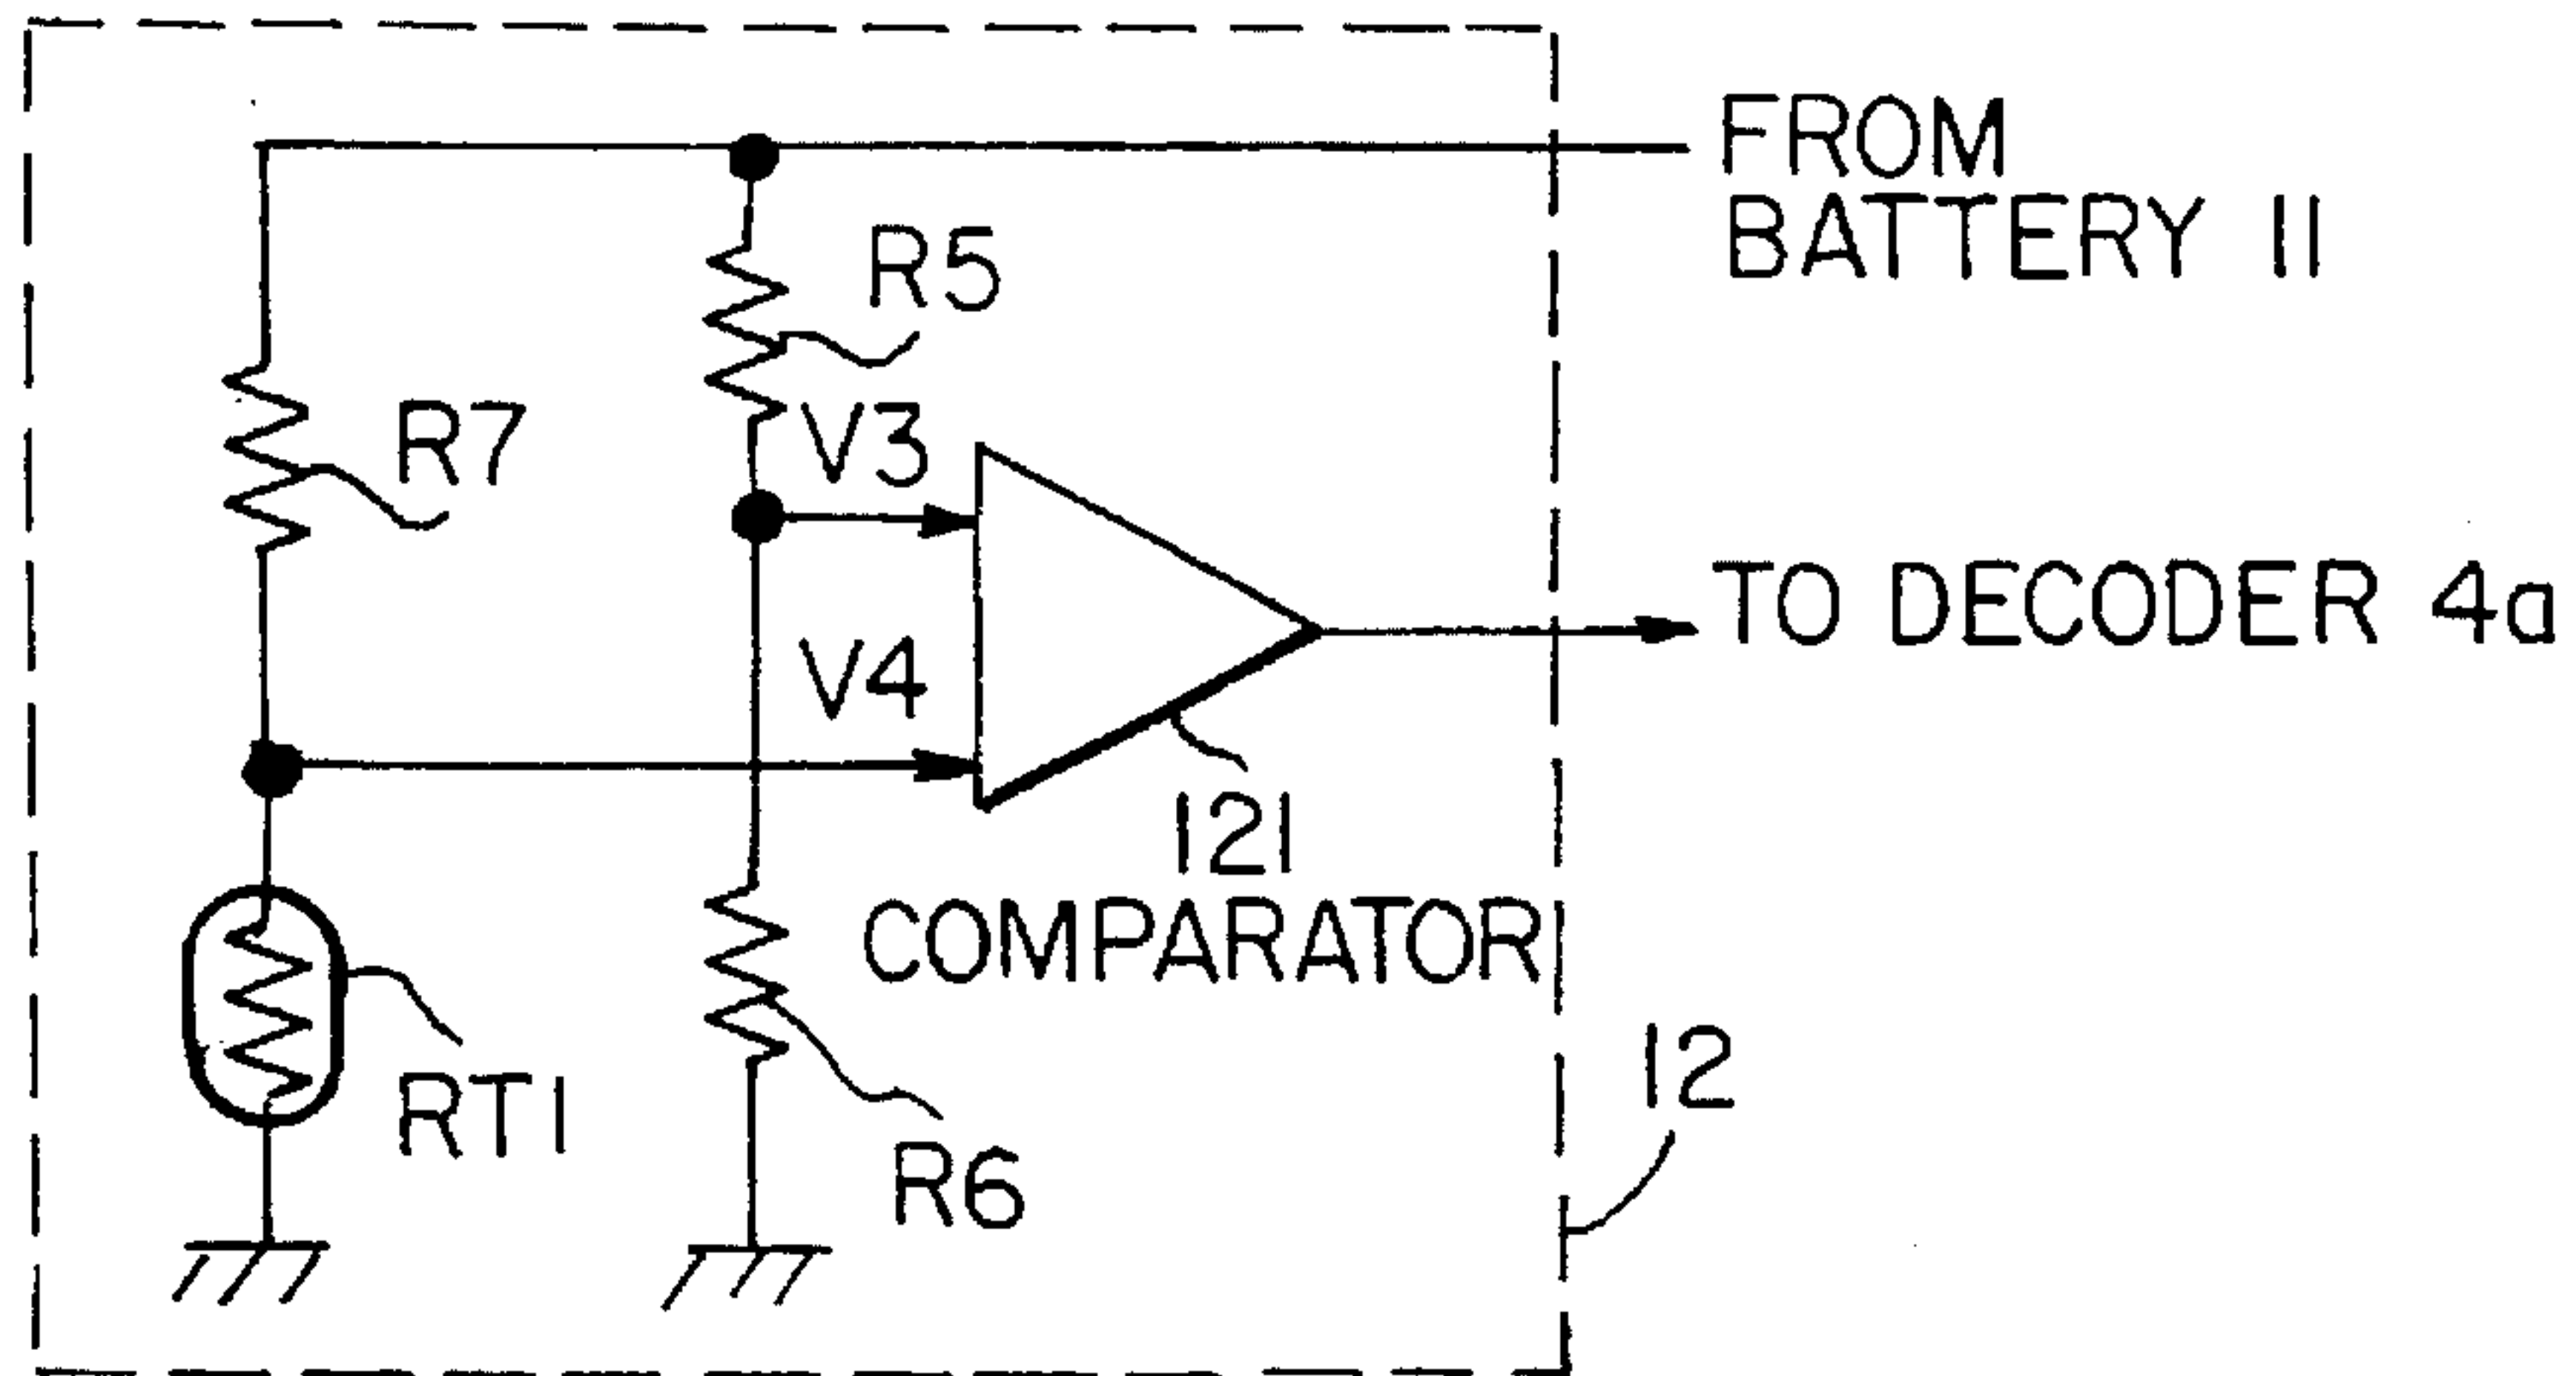 FROM
BATTERY 11
R5
R7
V3
TO DECODER 4a
V4
121
COMPARATOR
12
RT1
R6